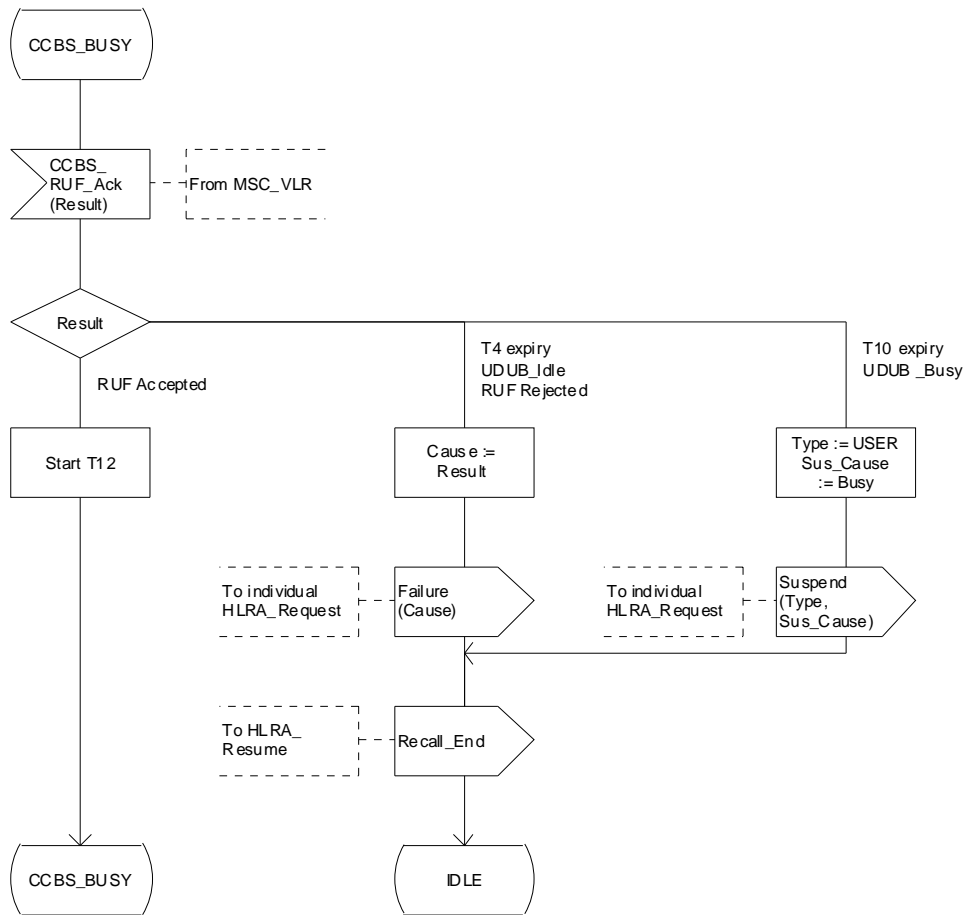 CCBS_BUSY
CCBS_
RUF_Ack
(Result)
From MSC_VLR
Result
RUF Accepted
T4 expiry
UDUB_Idle
RUF Rejected
T10 expiry
UDUB _Busy
Start T12
Cause :=
Result
Type := USER
Sus_Cause
:= Busy
To individual
HLRA_Request
Failure
(Cause)
To individual
HLRA_Request
Suspend
(Type,
Sus_Cause)
To HLRA_
Resume
Recall_End
CCBS_BUSY
IDLE